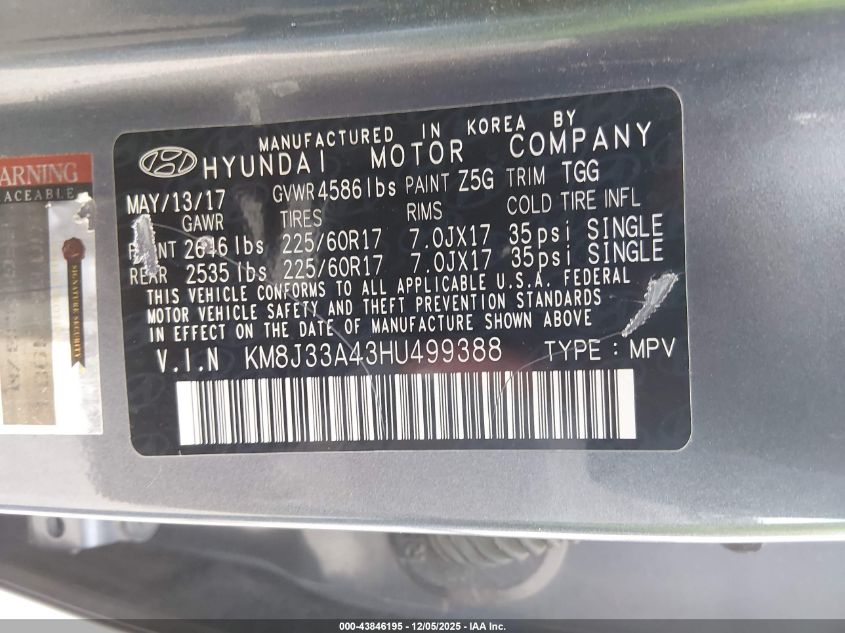 MANUFACTURED IN KOREA BY
HYUNDAI MOTOR COMPANY
MAY/13/17 GVWR 4586 lbs PAINT Z5G TRIM TGG
GAWR TIRES RIMS COLD TIRE INFL
2646 lbs 225/60R17 7.0JX17 35psi SINGLE
REAR 2535 lbs 225/60R17 7.0JX17 35psi SINGLE
THIS VEHICLE CONFORMS TO ALL APPLICABLE U.S.A. FEDERAL
MOTOR VEHICLE SAFETY AND THEFT PREVENTION STANDARDS
IN EFFECT ON THE DATE OF MANUFACTURE SHOWN ABOVE
V.I.N KM8J33A43HU499388 TYPE : MPV
ARNING
ACEABLE
SIGNATURE SECURITY
000-43846195 - 12/05/2025 - IAA Inc.